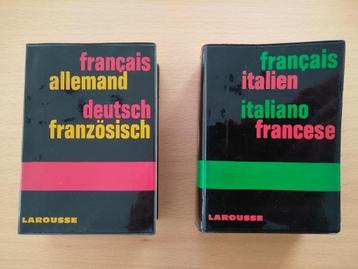 français
allemand
deutsch
französisch
LAROUSSE
français
italien
italiano
francese
LAROUSSE